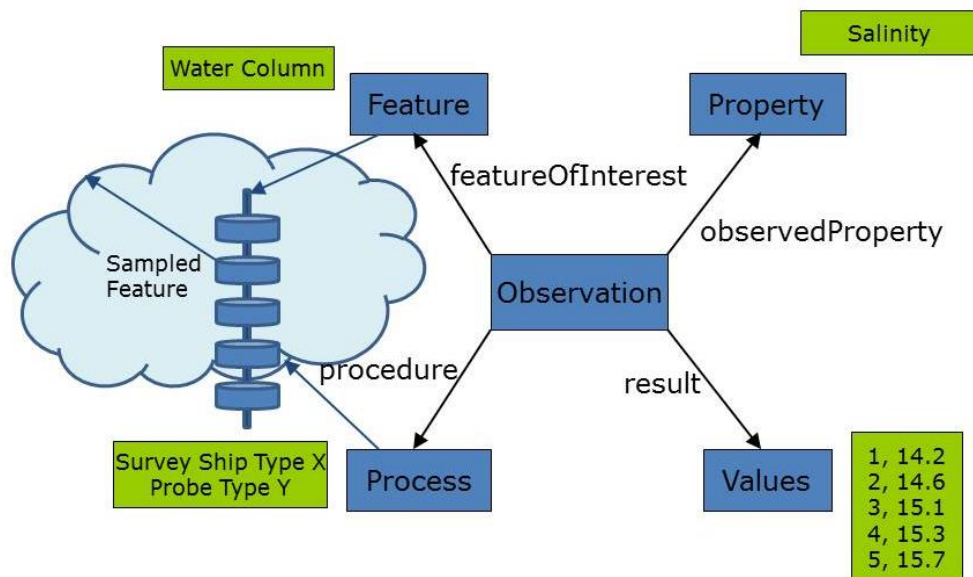 Salinity
Water Column
Feature
Property
featureOfInterest
observedProperty
Sampled
Feature
Observation
procedure
result
Survey Ship Type X
Probe Type Y
Process
Values
1, 14.2
2, 14.6
3, 15.1
4, 15.3
5, 15.7